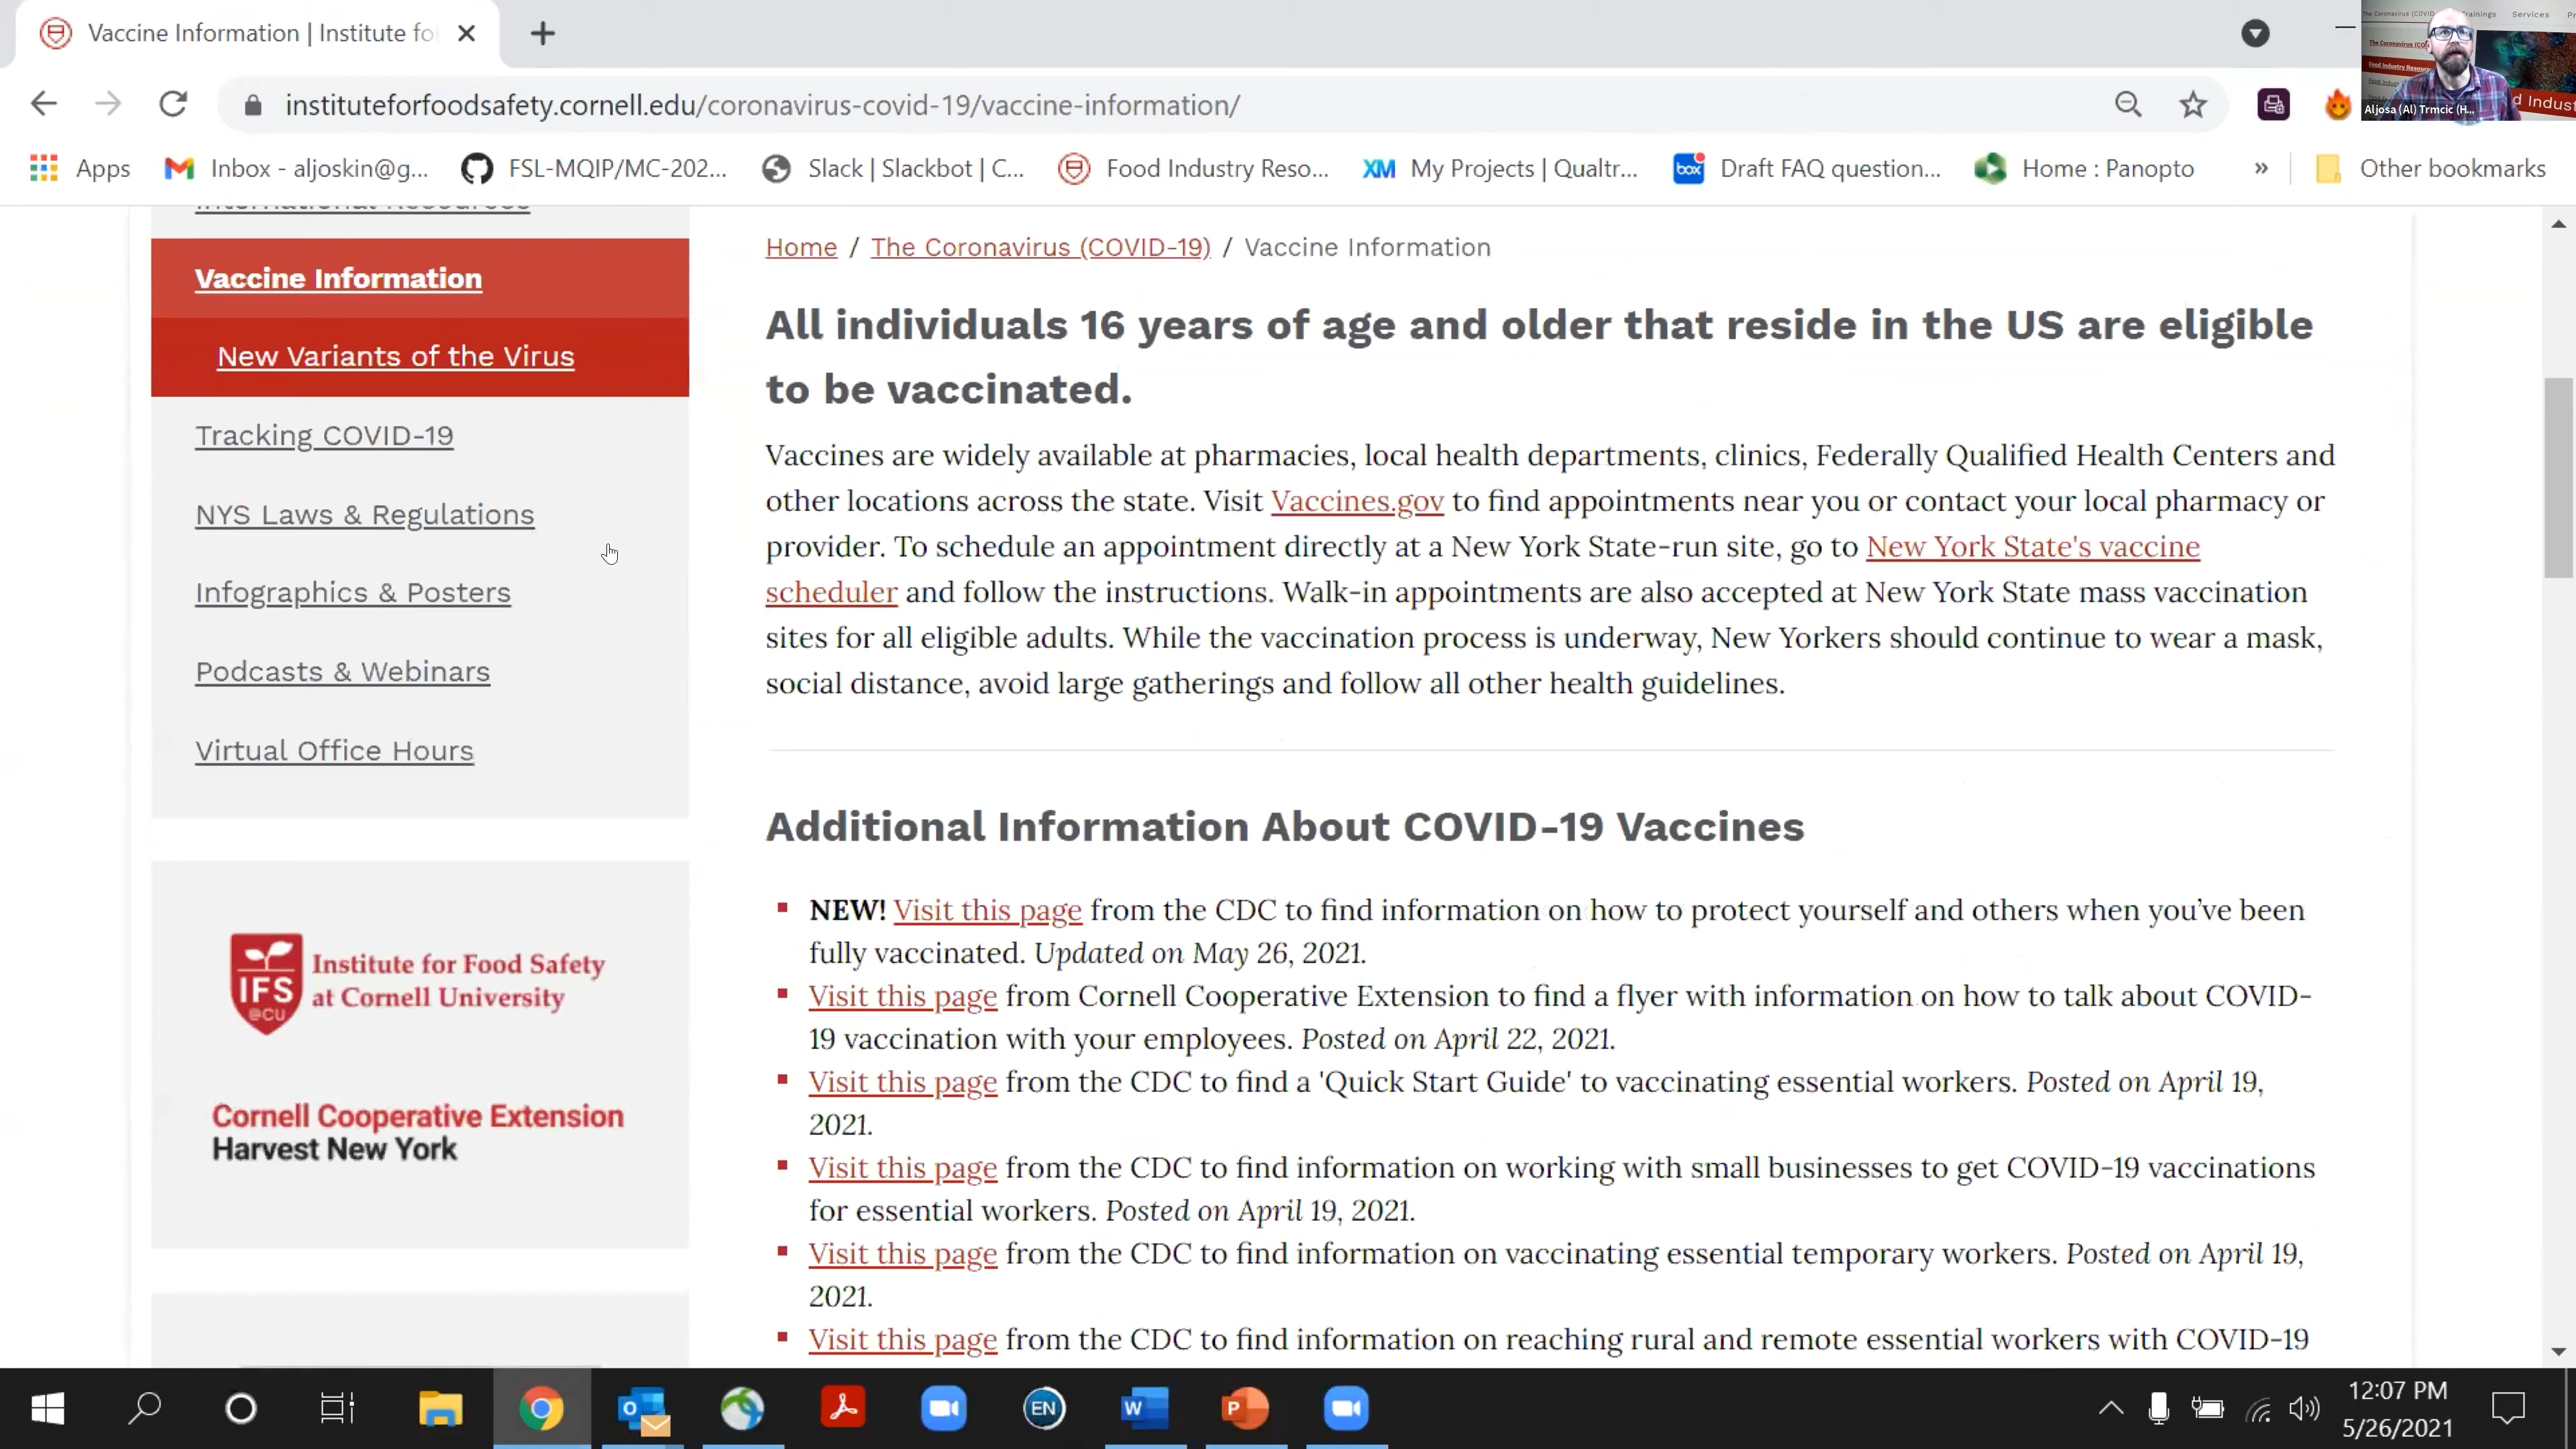 Vaccine Information | Institute fo
instituteforfoodsafety.cornell.edu/coronavirus-covid-19/vaccine-information/
Services
Aljosa (Al) Trmcic (H...
d Indust
Apps
Inbox - aljoskin@g...
FSL-MQIP/MC-202...
Slack | Slackbot | C...
Food Industry Reso...
XM My Projects | Qualtr...
box Draft FAQ question...
Home : Panopto
»
Other bookmarks
International Resources
Vaccine Information
New Variants of the Virus
Tracking COVID-19
NYS Laws & Regulations
Infographics & Posters
Podcasts & Webinars
Virtual Office Hours
IFS
@CU
Institute for Food Safety
at Cornell University
Cornell Cooperative Extension
Harvest New York
Home / The Coronavirus (COVID-19) / Vaccine Information
All individuals 16 years of age and older that reside in the US are eligible
to be vaccinated.
Vaccines are widely available at pharmacies, local health departments, clinics, Federally Qualified Health Centers and
other locations across the state. Visit Vaccines.gov to find appointments near you or contact your local pharmacy or
provider. To schedule an appointment directly at a New York State-run site, go to New York State's vaccine
scheduler and follow the instructions. Walk-in appointments are also accepted at New York State mass vaccination
sites for all eligible adults. While the vaccination process is underway, New Yorkers should continue to wear a mask,
social distance, avoid large gatherings and follow all other health guidelines.
Additional Information About COVID-19 Vaccines
NEW! Visit this page from the CDC to find information on how to protect yourself and others when you've been
fully vaccinated. Updated on May 26, 2021.
Visit this page from Cornell Cooperative Extension to find a flyer with information on how to talk about COVID-
19 vaccination with your employees. Posted on April 22, 2021.
Visit this page from the CDC to find a 'Quick Start Guide' to vaccinating essential workers. Posted on April 19,
2021.
Visit this page from the CDC to find information on working with small businesses to get COVID-19 vaccinations
for essential workers. Posted on April 19, 2021.
Visit this page from the CDC to find information on vaccinating essential temporary workers. Posted on April 19,
2021.
Visit this page from the CDC to find information on reaching rural and remote essential workers with COVID-19
EN
12:07 PM
5/26/2021